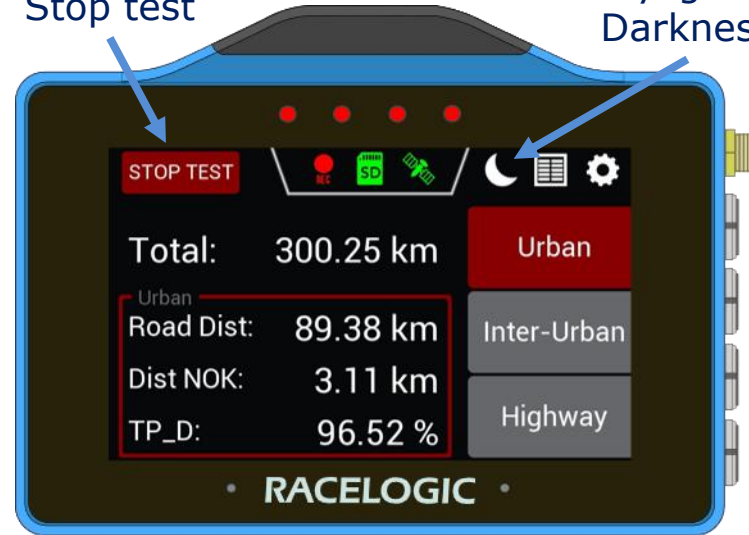 Stop test
STOP TEST
REC
SD
Total: 300.25 km
Urban
Urban
Road Dist: 89.38 km
Inter-Urban
Dist NOK: 3.11 km
Highway
TP_D: 96.52 %
RACELOGIC